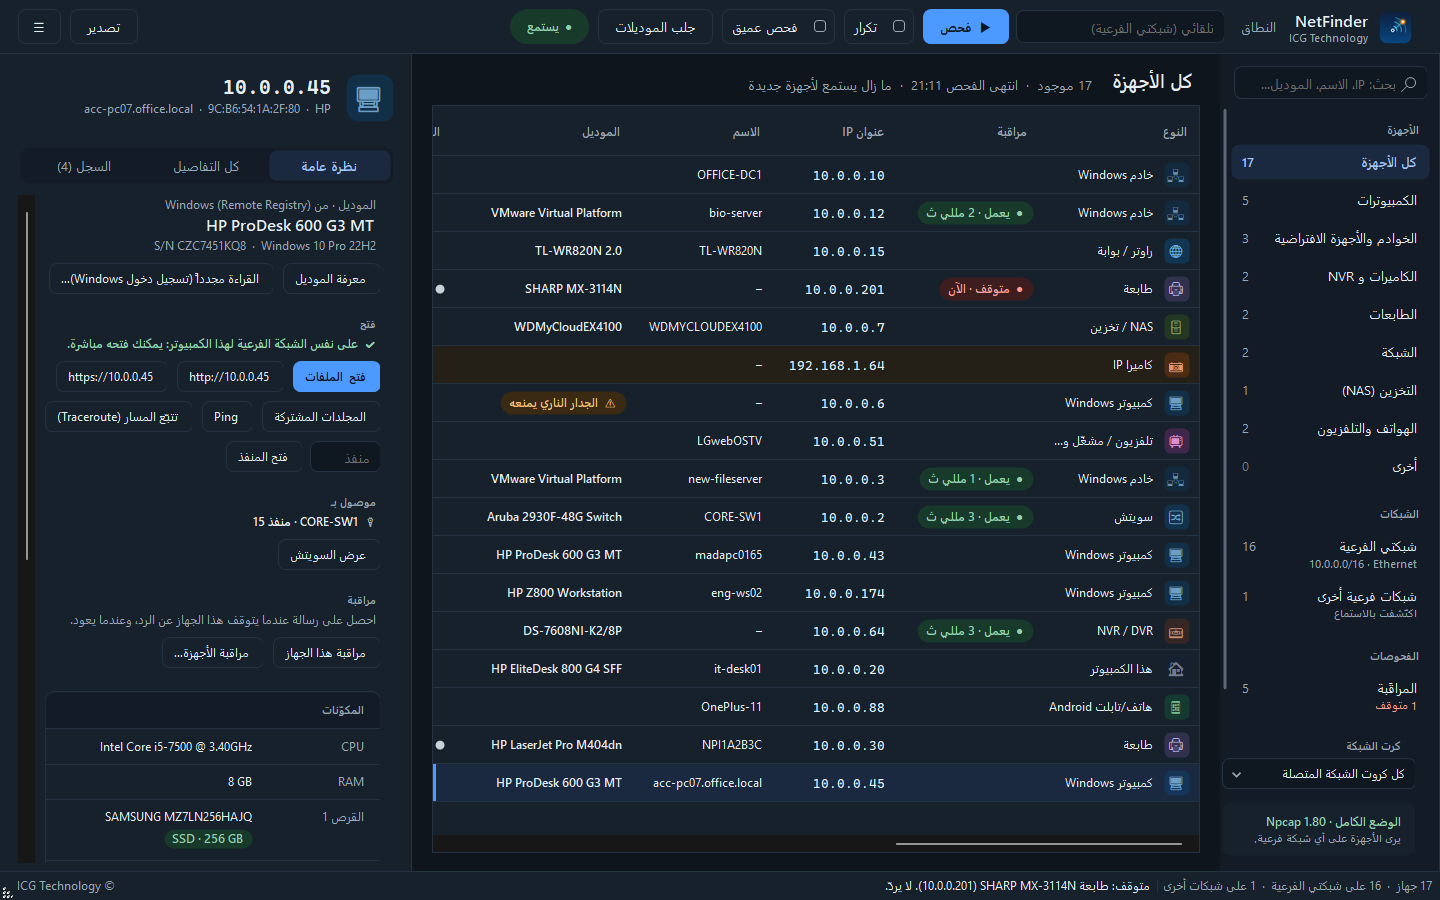 NetFinder
ICG Technology
النطاق
تلقائي (شبكتي الفرعية)
فحص
تكرار
فحص عميق
جلب الموديلات
يستمع
تصدير
بحث: IP، الاسم، الموديل...
الأجهزة
كل الأجهزة 17
الكمبيوترات 5
الخوادم والأجهزة الافتراضية 3
الكاميرات و NVR 2
الطابعات 2
الشبكة 2
التخزين (NAS) 1
الهواتف والتلفزيون 2
أخرى 0
الشبكات
شبكتي الفرعية 16
10.0.0.0/16 · Ethernet
شبكات فرعية أخرى 1
اكتُشفت بالاستماع
الفحوصات
المراقَبة 5
1 متوقف
كرت الشبكة
كل كروت الشبكة المتصلة
الوضع الكامل · Npcap 1.80
يرى الأجهزة على أي شبكة فرعية.
كل الأجهزة
17 موجود · انتهى الفحص 21:11 · ما زال يستمع لأجهزة جديدة
النوع مراقبة عنوان IP الاسم الموديل ال
خادم Windows 10.0.0.10 OFFICE-DC1
خادم Windows يعمل · 2 مللي ث 10.0.0.12 bio-server VMware Virtual Platform
راوتر / بوابة 10.0.0.15 TL-WR820N TL-WR820N 2.0
طابعة متوقف · الآن 10.0.0.201 – SHARP MX-3114N
NAS / تخزين 10.0.0.7 WDMYCLOUDEX4100 WDMyCloudEX4100
كاميرا IP 192.168.1.64 –
كمبيوتر Windows 10.0.0.6 – الجدار الناري يمنعه
تلفزيون / مشغّل و... 10.0.0.51 LGwebOSTV
خادم Windows يعمل · 1 مللي ث 10.0.0.3 new-fileserver VMware Virtual Platform
سويتش يعمل · 3 مللي ث 10.0.0.2 CORE-SW1 Aruba 2930F-48G Switch
كمبيوتر Windows 10.0.0.43 madapc0165 HP ProDesk 600 G3 MT
كمبيوتر Windows 10.0.0.174 eng-ws02 HP Z800 Workstation
NVR / DVR يعمل · 3 مللي ث 10.0.0.64 – DS-7608NI-K2/8P
هذا الكمبيوتر 10.0.0.20 it-desk01 HP EliteDesk 800 G4 SFF
هاتف/تابلت Android 10.0.0.88 OnePlus-11
طابعة 10.0.0.30 NPI1A2B3C HP LaserJet Pro M404dn
كمبيوتر Windows 10.0.0.45 acc-pc07.office.local HP ProDesk 600 G3 MT
10.0.0.45
acc-pc07.office.local · 9C:B6:54:1A:2F:80 · HP
نظرة عامة
كل التفاصيل
السجل (4)
الموديل · من Windows (Remote Registry)
HP ProDesk 600 G3 MT
S/N CZC7451KQ8 · Windows 10 Pro 22H2
معرفة الموديل
القراءة مجدداً (تسجيل دخول Windows)...
فتح
على نفس الشبكة الفرعية لهذا الكمبيوتر: يمكنك فتحه مباشرة.
فتح الملفات
http://10.0.0.45
https://10.0.0.45
المجلدات المشتركة
Ping
تتبّع المسار (Traceroute)
منفذ
فتح المنفذ
موصول بـ
CORE-SW1 · منفذ 15
عرض السويتش
مراقبة
احصل على رسالة عندما يتوقف هذا الجهاز عن الرد، وعندما يعود.
مراقبة هذا الجهاز
مراقبة الأجهزة...
المكوّنات
CPU Intel Core i5-7500 @ 3.40GHz
RAM 8 GB
القرص 1 SAMSUNG MZ7LN256HAJQ
SSD · 256 GB
17 جهاز · 16 على شبكتي الفرعية · 1 على شبكات أخرى
متوقف: طابعة SHARP MX-3114N (10.0.0.201). لا يردّ.
ICG Technology ©